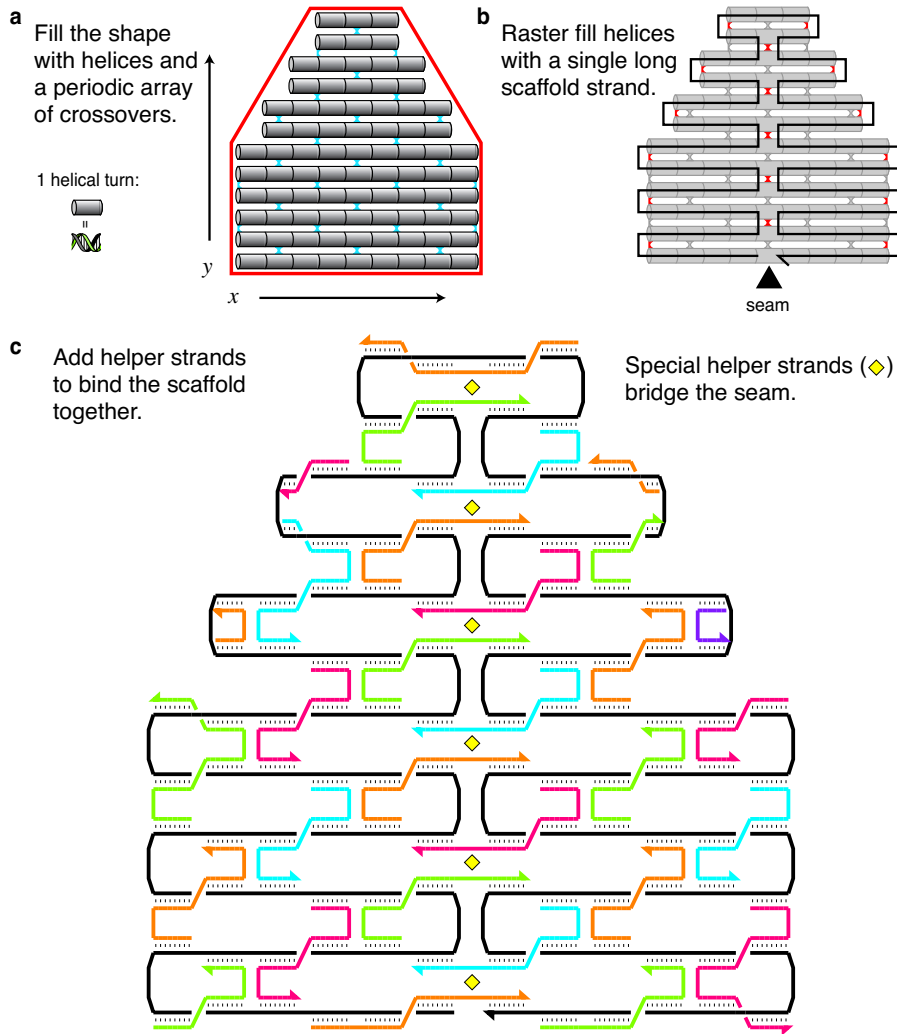 a
Fill the shape
with helices and
a periodic array
of crossovers.
1 helical turn:
=
y
x
b
Raster fill helices
with a single long
scaffold strand.
seam
c
Add helper strands
to bind the scaffold
together.
Special helper strands (◇)
bridge the seam.